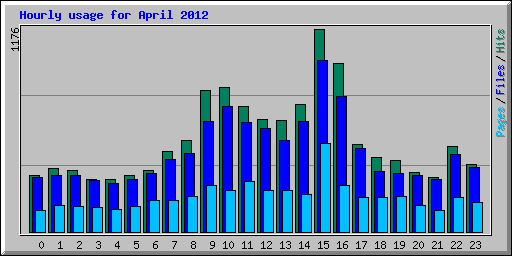 Hourly usage for April 2012
1176
Pages / Files / Hits
0 1 2 3 4 5 6 7 8 9 10 11 12 13 14 15 16 17 18 19 20 21 22 23